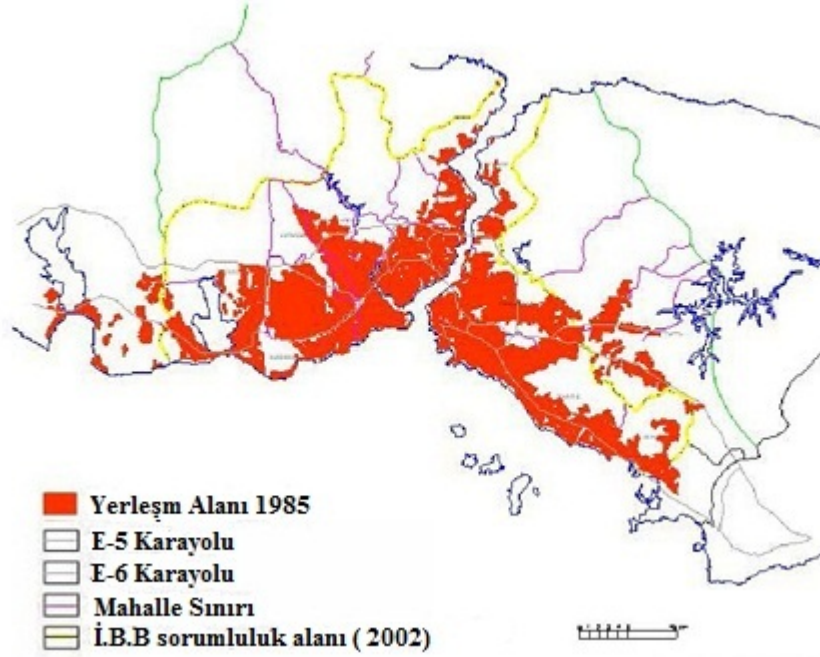 Yerleşm Alanı 1985
E-5 Karayolu
E-6 Karayolu
Mahalle Sınırı
İ.B.B sorumluluk alanı ( 2002)